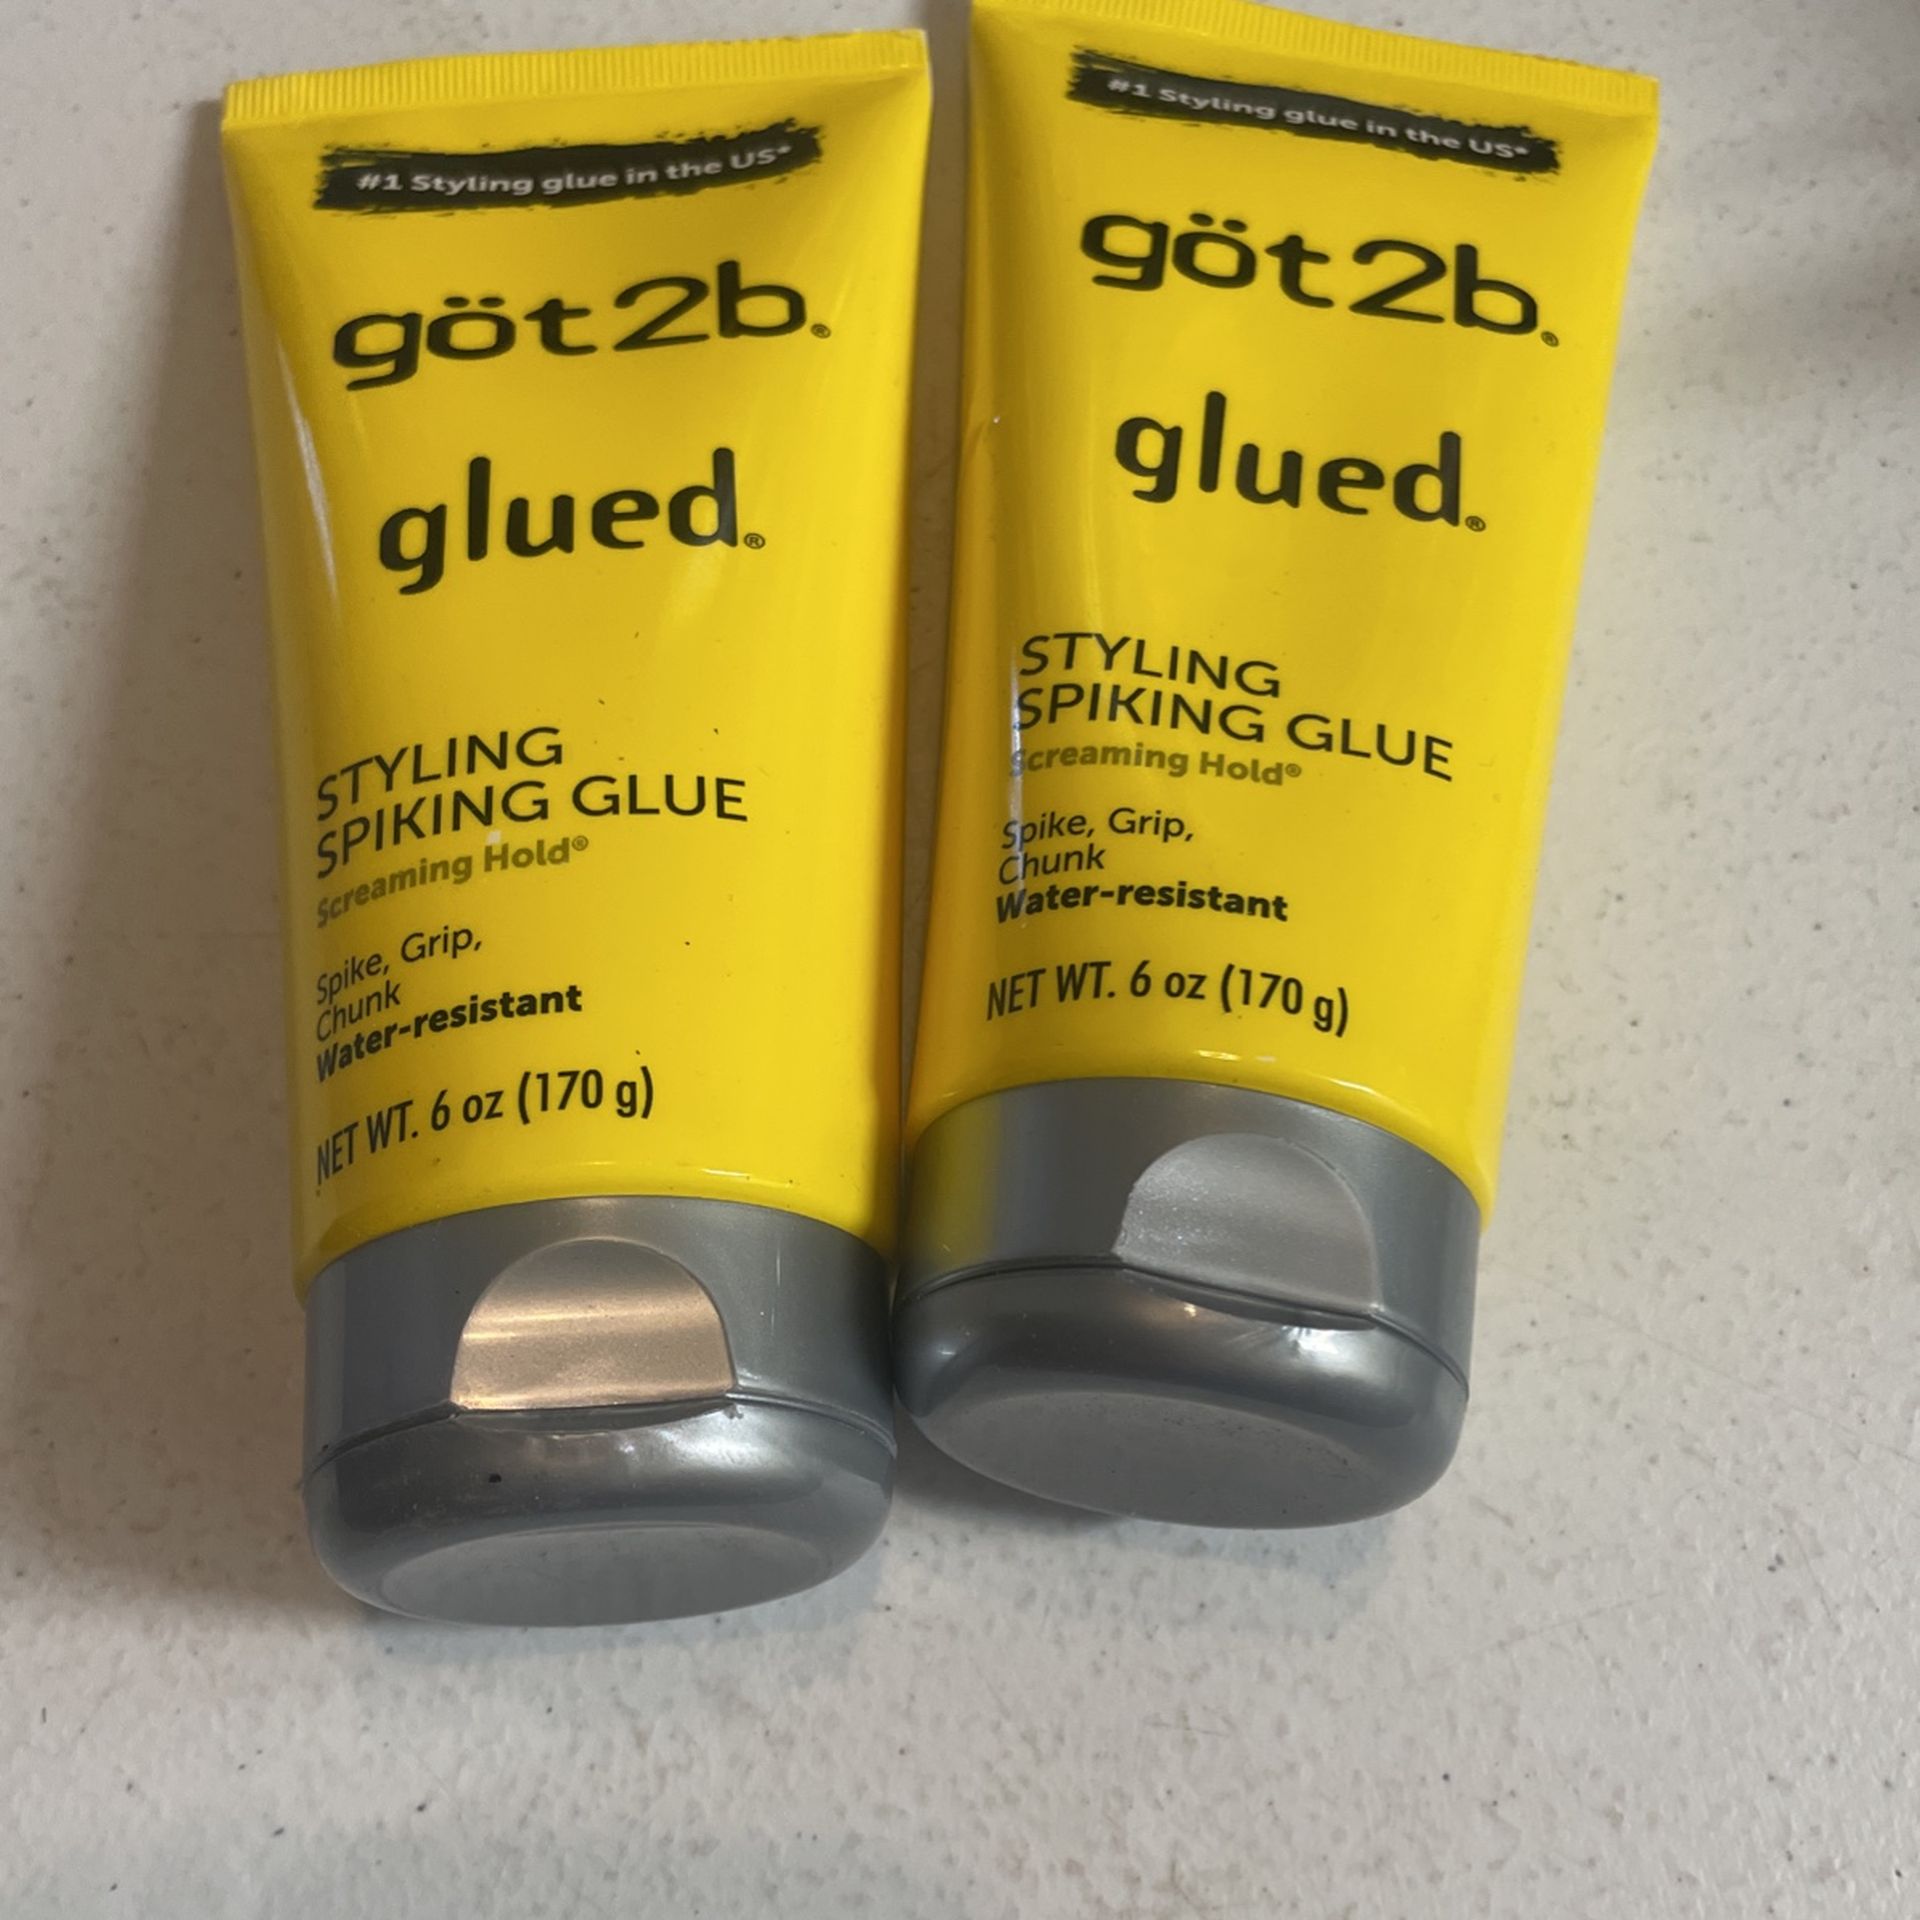 #1 Styling glue in the US*
göt2b®
glued®
STYLING
SPIKING GLUE
Screaming Hold®
Spike, Grip,
Chunk
Water-resistant
NET WT. 6 oz (170 g)
#1 Styling glue in the US*
göt2b®
glued®
STYLING
SPIKING GLUE
Screaming Hold®
Spike, Grip,
Chunk
Water-resistant
NET WT. 6 oz (170 g)